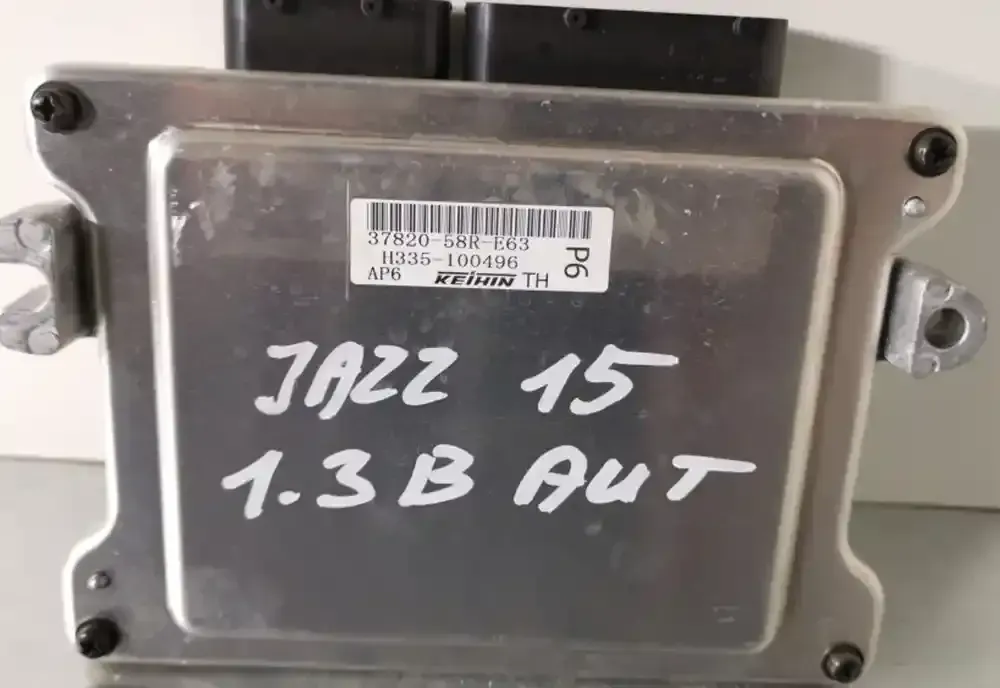 37820-58R-E63
H335-100496
AP6 KEIHIN TH
P6
JAZZ 15
1.3 B AUT